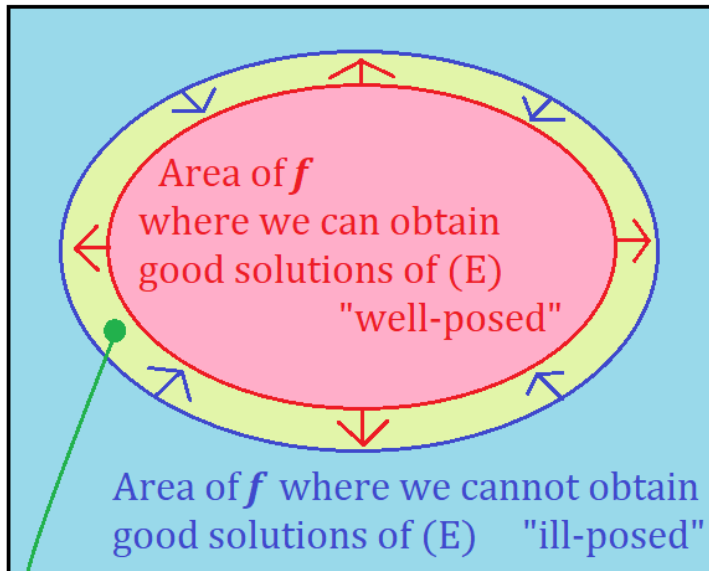 Area of f
where we can obtain
good solutions of (E)
"well-posed"
Area of f where we cannot obtain
good solutions of (E) "ill-posed"